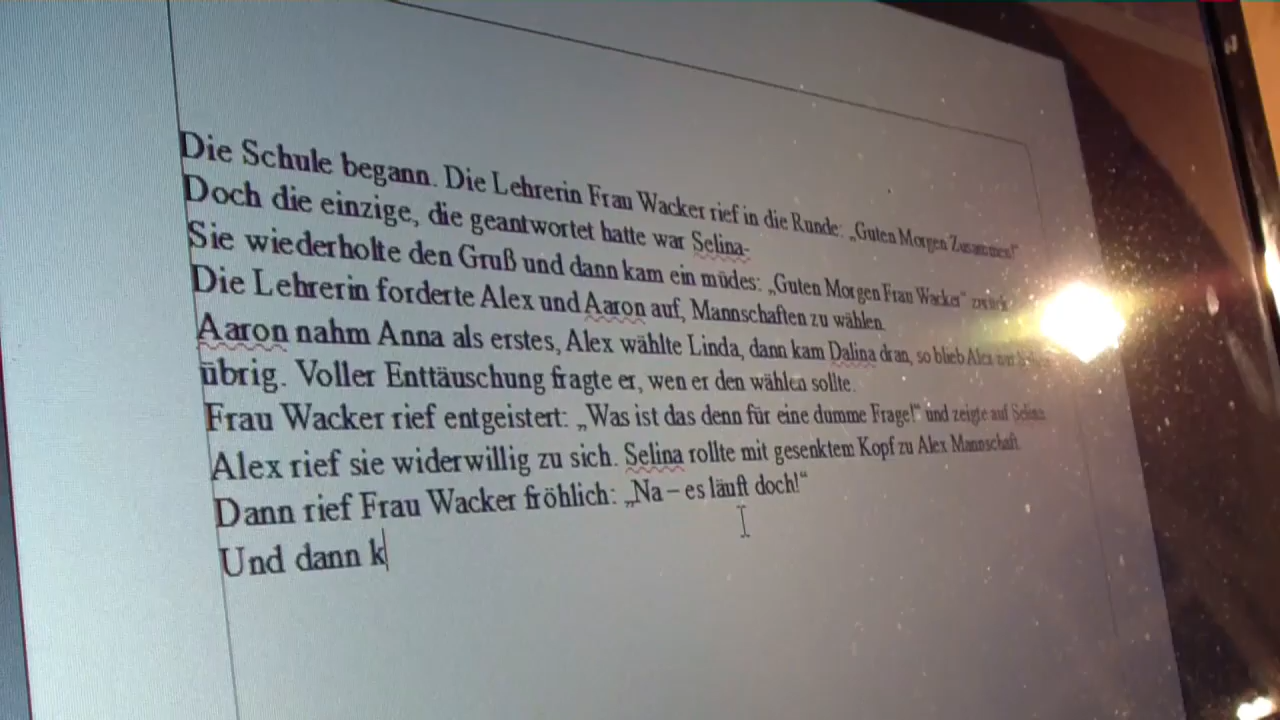 Die Schule begann. Die Lehrerin Frau Wacker rief in die Runde: „Guten Morgen Zusammen!“
Doch die einzige, die geantwortet hatte war Selina-
Sie wiederholte den Gruß und dann kam ein müdes: „Guten Morgen Frau Wacker“ zurück.
Die Lehrerin forderte Alex und Aaron auf, Mannschaften zu wählen.
Aaron nahm Anna als erstes, Alex wählte Linda, dann kam Dalina dran, so blieb Alex nur
übrig. Voller Enttäuschung fragte er, wen er den wählen sollte.
Frau Wacker rief entgeistert: „Was ist das denn für eine dumme Frage!“ und zeigte auf Selina.
Alex rief sie widerwillig zu sich. Selina rollte mit gesenktem Kopf zu Alex Mannschaft.
Dann rief Frau Wacker fröhlich: „Na – es läuft doch!“
Und dann k